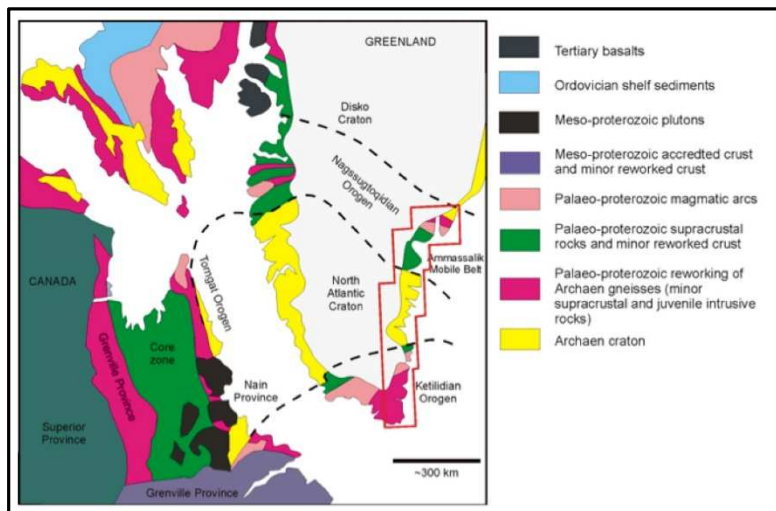 GREENLAND
Disko
Craton
Nagssugtoqidian
Orogen
Ammassalik
Mobile Belt
CANADA
Torngat Orogen
North
Atlantic
Craton
Grenville Province
Core
zone
Nain
Province
Ketilidian
Orogen
Superior
Province
~300 km
Grenville Province
Tertiary basalts
Ordovician shelf sediments
Meso-proterozoic plutons
Meso-proterozoic accredted crust
and minor reworked crust
Palaeo-proterozoic magmatic arcs
Palaeo-proterozoic supracrustal
rocks and minor reworked crust
Palaeo-proterozoic reworking of
Archaen gneisses (minor
supracrustal and juvenile intrusive
rocks)
Archaen craton